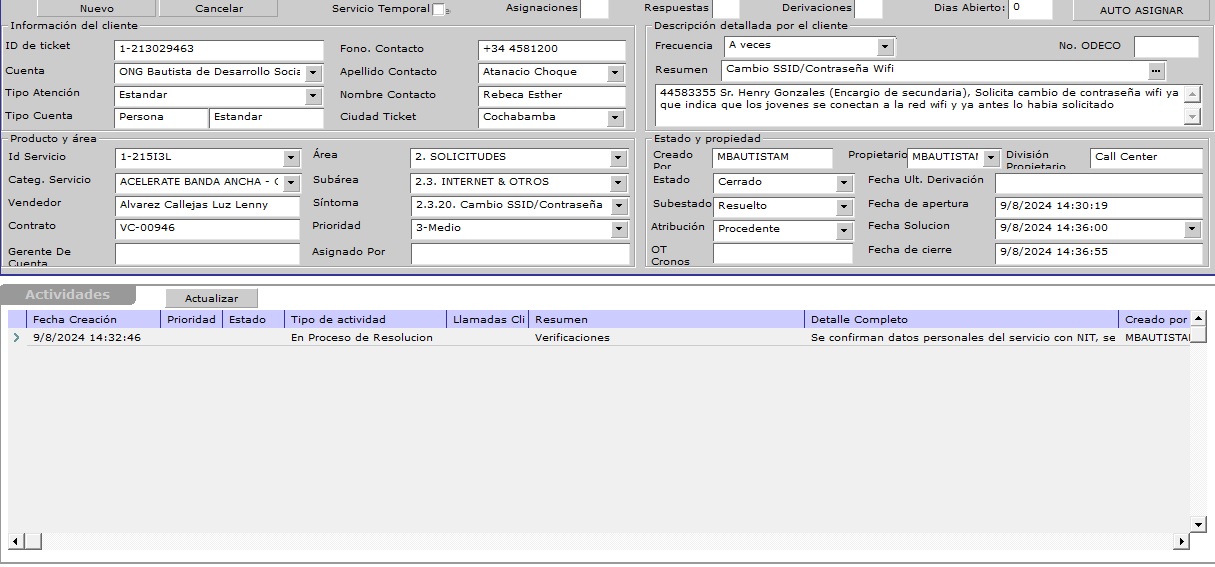 Nuevo Cancelar Servicio Temporal Asignaciones Respuestas Derivaciones Dias Abierto: 0 AUTO ASIGNAR
Información del cliente
ID de ticket 1-213029463 Fono. Contacto +34 4581200
Cuenta ONG Bautista de Desarrollo Socia Apellido Contacto Atanacio Choque
Tipo Atención Estandar Nombre Contacto Rebeca Esther
Tipo Cuenta Persona Estandar Ciudad Ticket Cochabamba
Descripción detallada por el cliente
Frecuencia A veces No. ODECO
Resumen Cambio SSID/Contraseña Wifi ...
44583355 Sr. Henry Gonzales (Encargio de secundaria), Solicita cambio de contraseña wifi ya
que indica que los jovenes se conectan a la red wifi y ya antes lo habia solicitado
Producto y área
Id Servicio 1-215I3L Área 2. SOLICITUDES
Categ. Servicio ACELERATE BANDA ANCHA - Subárea 2.3. INTERNET & OTROS
Vendedor Alvarez Callejas Luz Lenny Síntoma 2.3.20. Cambio SSID/Contraseña
Contrato VC-00946 Prioridad 3-Medio
Gerente De Cuenta Asignado Por
Estado y propiedad
Creado Por MBAUTISTAM Propietario MBAUTISTA División Propietario Call Center
Estado Cerrado Fecha Ult. Derivación
Subestado Resuelto Fecha de apertura 9/8/2024 14:30:19
Atribución Procedente Fecha Solucion 9/8/2024 14:36:00
OT Cronos Fecha de cierre 9/8/2024 14:36:55
Actividades Actualizar
Fecha Creación Prioridad Estado Tipo de actividad Llamadas Cli Resumen Detalle Completo Creado por
9/8/2024 14:32:46 En Proceso de Resolucion Verificaciones Se confirman datos personales del servicio con NIT, se MBAUTISTA